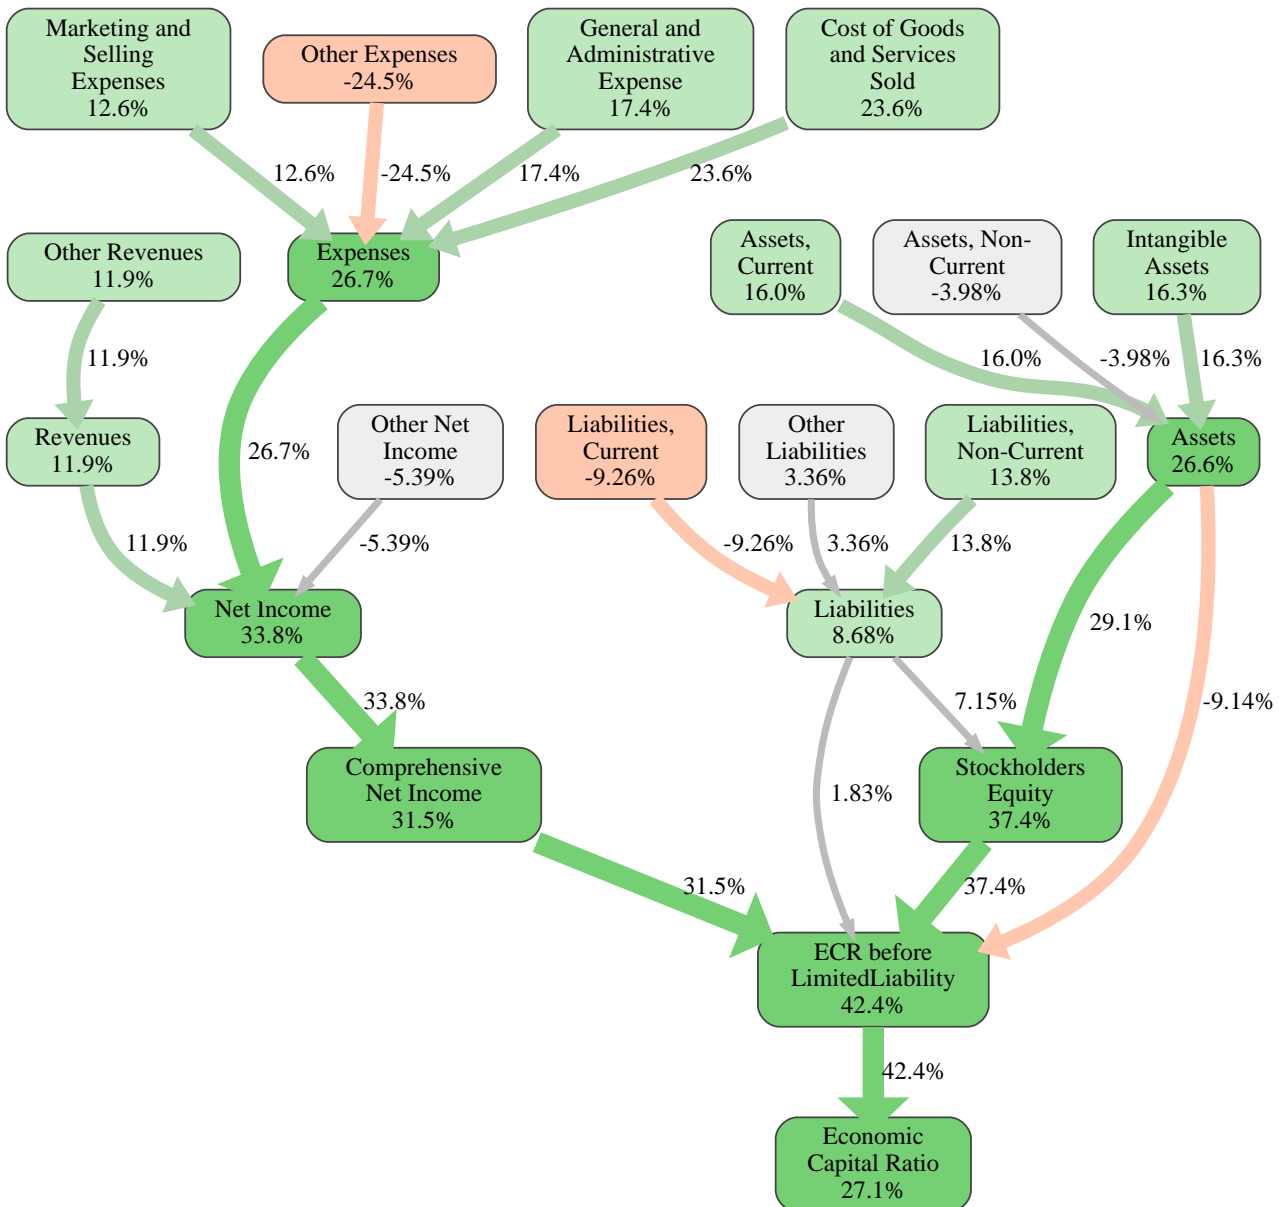 Marketing and
Selling
Expenses
12.6%
Other Expenses
-24.5%
General and
Administrative
Expense
17.4%
Cost of Goods
and Services
Sold
23.6%
12.6%
-24.5%
17.4%
23.6%
Other Revenues
11.9%
Expenses
26.7%
Assets,
Current
16.0%
Assets, Non-
Current
-3.98%
Intangible
Assets
16.3%
11.9%
16.0%
-3.98%
16.3%
Revenues
11.9%
26.7%
Other Net
Income
-5.39%
Liabilities,
Current
-9.26%
Other
Liabilities
3.36%
Liabilities,
Non-Current
13.8%
Assets
26.6%
11.9%
-5.39%
-9.26%
3.36%
13.8%
Net Income
33.8%
Liabilities
8.68%
29.1%
33.8%
7.15%
-9.14%
Comprehensive
Net Income
31.5%
1.83%
Stockholders
Equity
37.4%
31.5%
37.4%
ECR before
LimitedLiability
42.4%
42.4%
Economic
Capital Ratio
27.1%